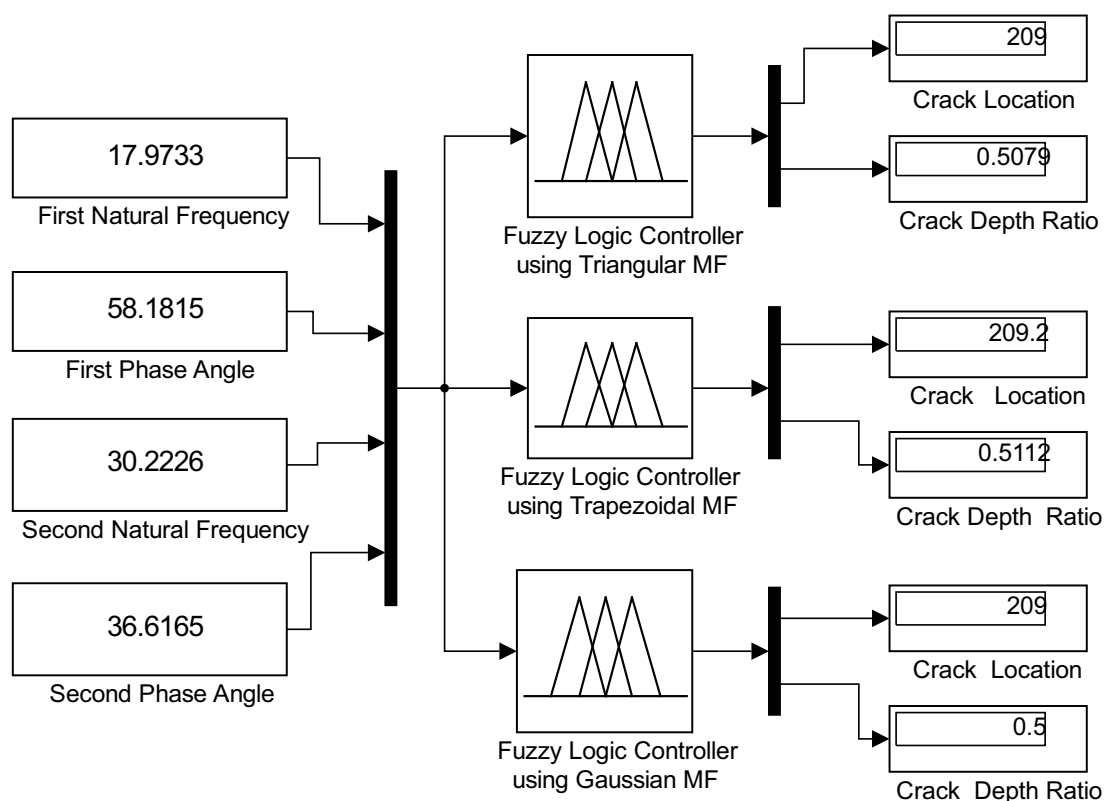 17.9733
First Natural Frequency
58.1815
First Phase Angle
30.2226
Second Natural Frequency
36.6165
Second Phase Angle
Fuzzy Logic Controller
using Triangular MF
209
Crack Location
0.5079
Crack Depth Ratio
Fuzzy Logic Controller
using Trapezoidal MF
209.2
Crack Location
0.5112
Crack Depth Ratio
Fuzzy Logic Controller
using Gaussian MF
209
Crack Location
0.5
Crack Depth Ratio